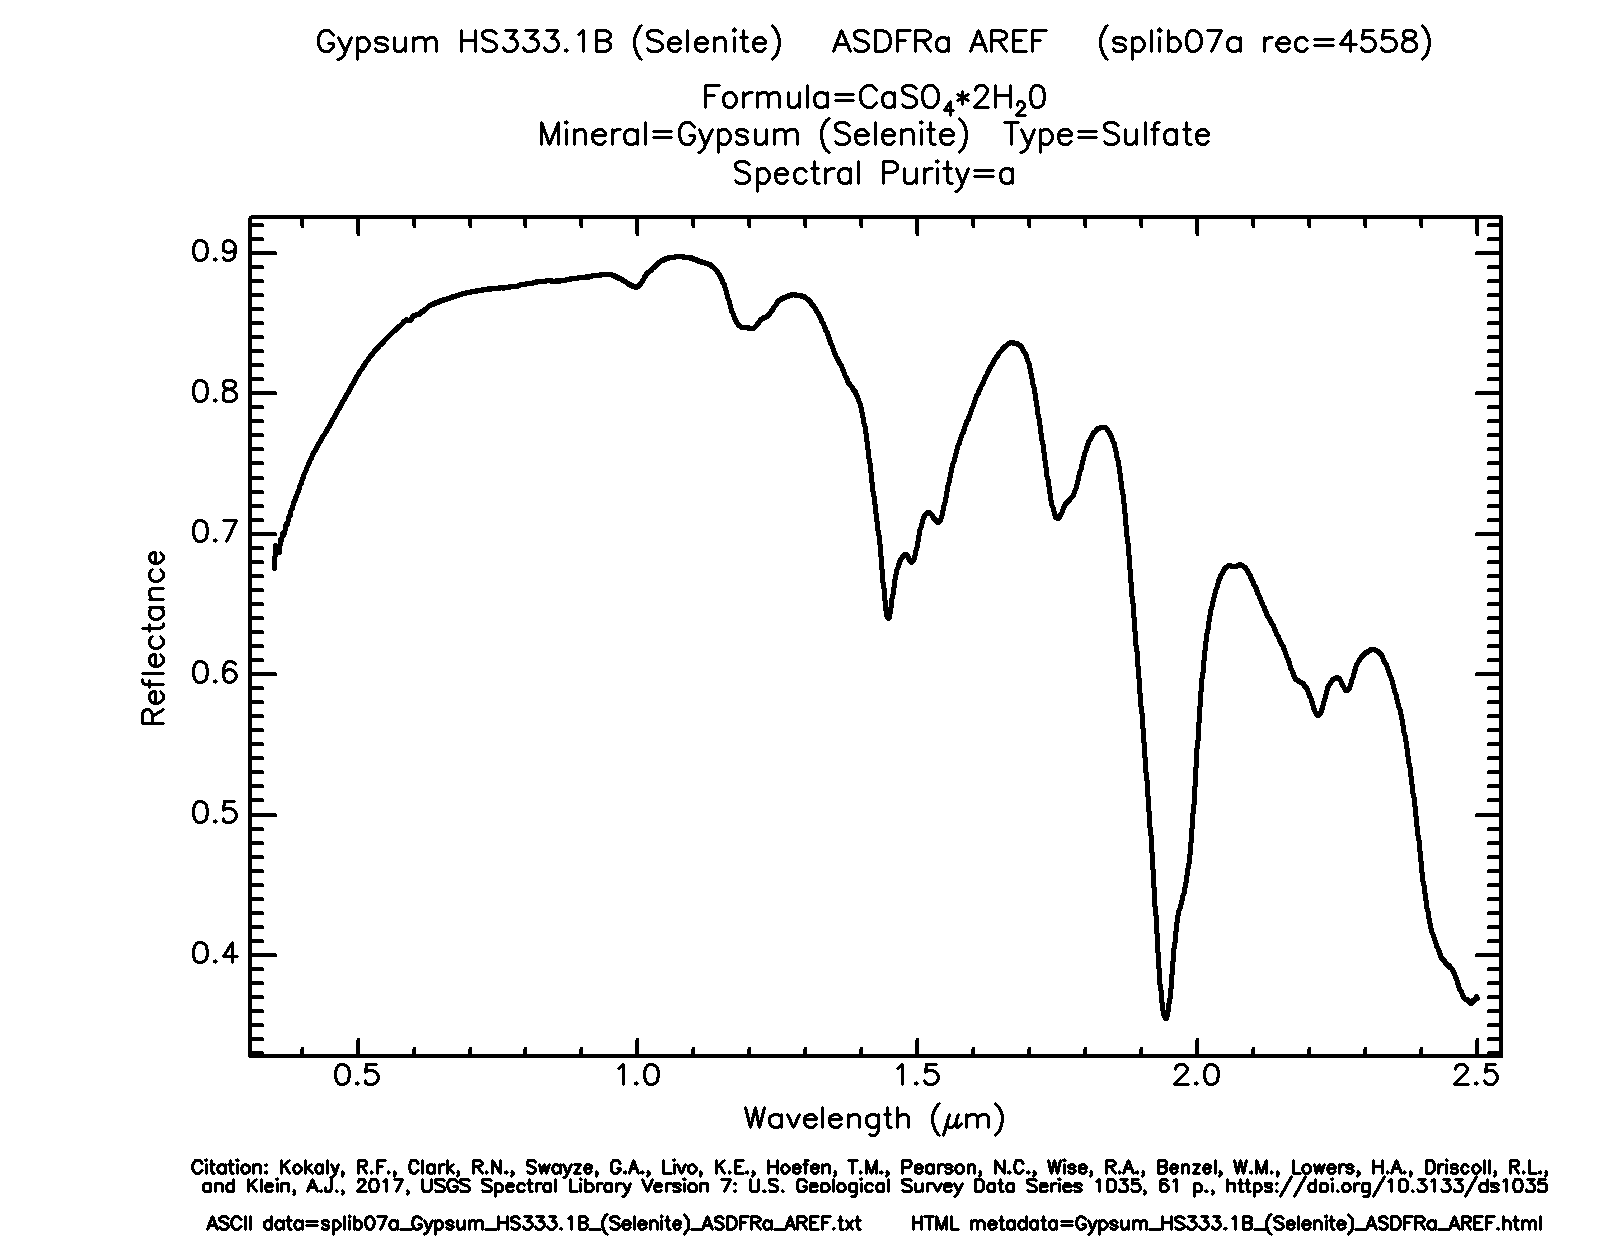 Gypsum HS333.1B (Selenite) ASDFRa AREF (splib07a rec=4558)
Formula=CaSO4*2H2O
Mineral=Gypsum (Selenite) Type=Sulfate
Spectral Purity=a
0.9
0.8
0.7
0.6
0.5
0.4
Reflectance
0.5 1.0 1.5 2.0 2.5
Wavelength (μm)
Citation: Kokaly, R.F., Clark, R.N., Swayze, G.A., Livo, K.E., Hoefen, T.M., Pearson, N.C., Wise, R.A., Benzel, W.M., Lowers, H.A., Driscoll, R.L.,
and Klein, A.J., 2017, USGS Spectral Library Version 7: U.S. Geological Survey Data Series 1035, 61 p., https://doi.org/10.3133/ds1035
ASCII data=splib07a_Gypsum_HS333.1B_(Selenite)_ASDFRa_AREF.txt HTML metadata=Gypsum_HS333.1B_(Selenite)_ASDFRa_AREF.html